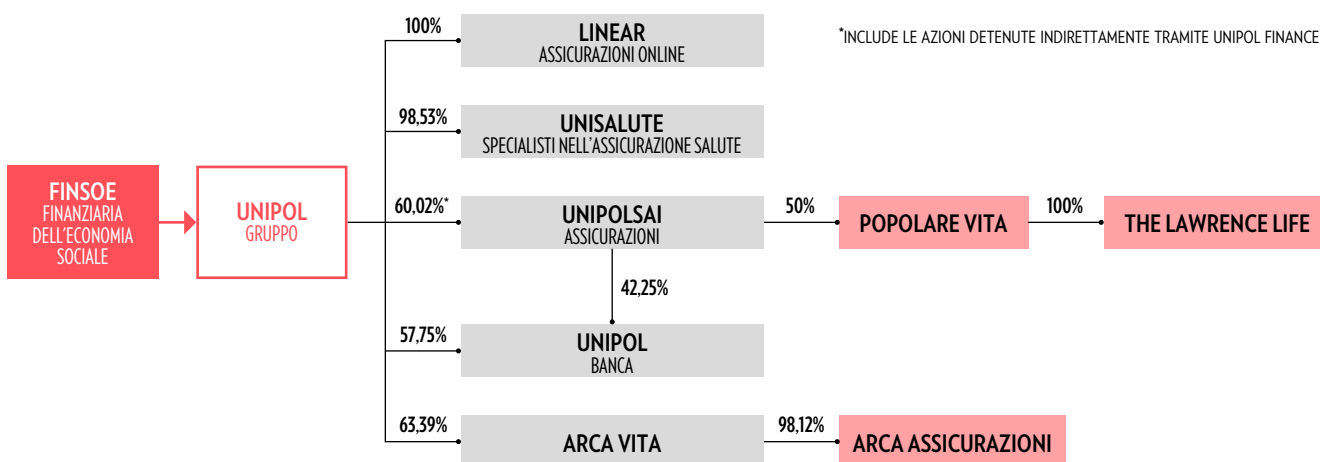 100%
LINEAR
ASSICURAZIONI ONLINE
*INCLUDE LE AZIONI DETENUTE INDIRETTAMENTE TRAMITE UNIPOL FINANCE
98,53%
UNISALUTE
SPECIALISTI NELL'ASSICURAZIONE SALUTE
FINSOE
FINANZIARIA
DELL'ECONOMIA
SOCIALE
UNIPOL
GRUPPO
60,02%*
UNIPOLSAI
ASSICURAZIONI
50%
POPOLARE VITA
100%
THE LAWRENCE LIFE
42,25%
57,75%
UNIPOL
BANCA
63,39%
ARCA VITA
98,12%
ARCA ASSICURAZIONI